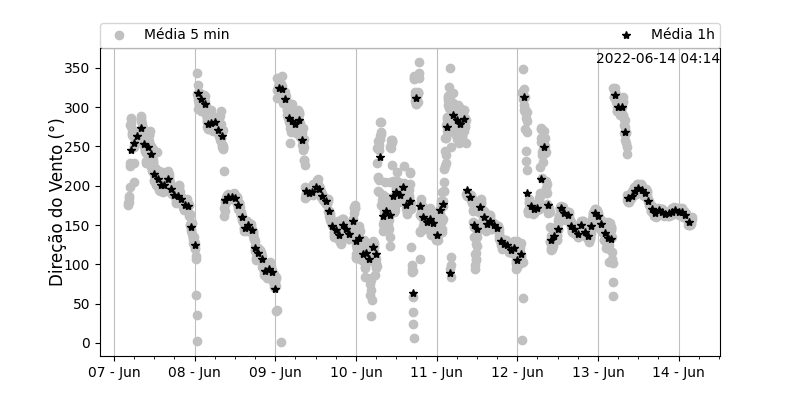 Média 5 min
Média 1h
2022-06-14 04:14
Direção do Vento (°)
350
300
250
200
150
100
50
0
07 - Jun
08 - Jun
09 - Jun
10 - Jun
11 - Jun
12 - Jun
13 - Jun
14 - Jun